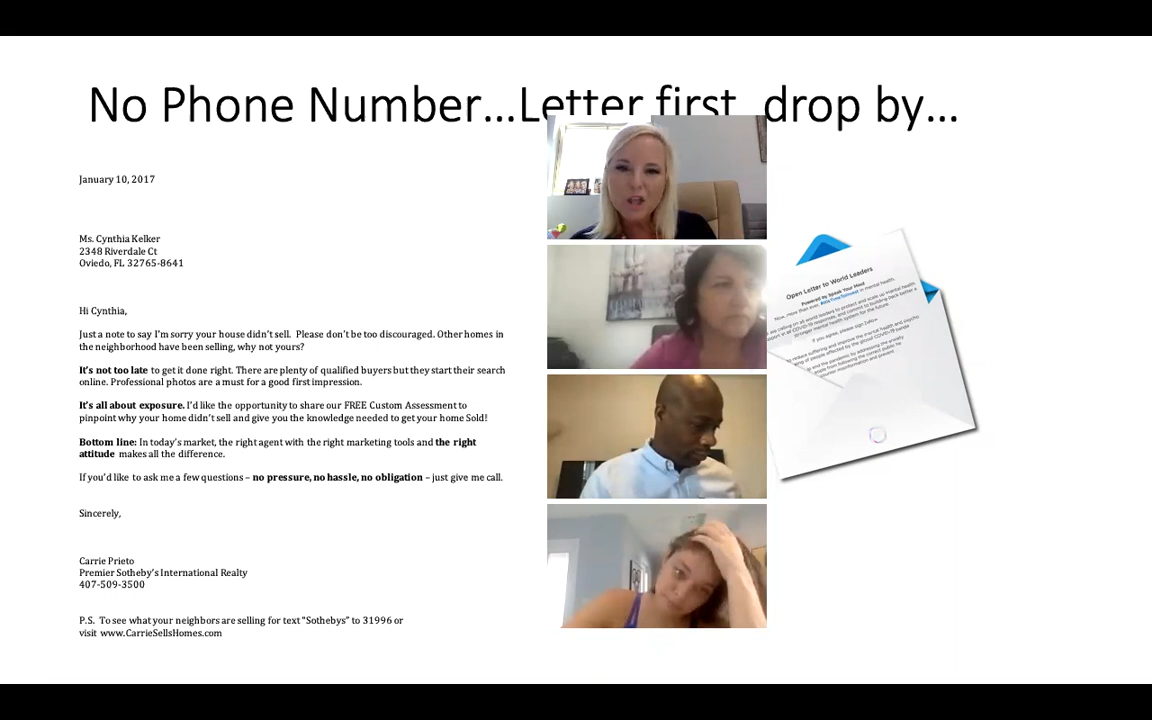 No Phone Number...Letter first, drop by...
January 10, 2017
Ms. Cynthia Kelker
2348 Riverdale Ct
Oviedo, FL 32765-8641
Hi Cynthia,
Just a note to say I'm sorry your house didn't sell.  Please don't be too discouraged. Other homes in
the neighborhood have been selling, why not yours?
It's not too late to get it done right. There are plenty of qualified buyers but they start their search
online. Professional photos are a must for a good first impression.
It's all about exposure. I'd like the opportunity to share our FREE Custom Assessment to
pinpoint why your home didn't sell and give you the knowledge needed to get your home Sold!
Bottom line: In today's market, the right agent with the right marketing tools and the right
attitude makes all the difference.
If you'd like to ask me a few questions – no pressure, no hassle, no obligation – just give me call.
Sincerely,
Carrie Prieto
Premier Sotheby's International Realty
407-509-3500
P.S.  To see what your neighbors are selling for text "Sothebys" to 31996 or
visit www.CarrieSellsHomes.com
Open Letter to World Leaders
Powered by Speak Your Mind